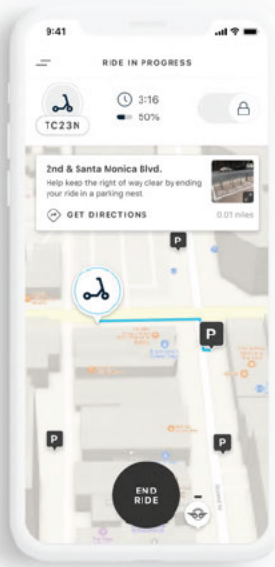 9:41
RIDE IN PROGRESS
3:16
TC23N
50%
2nd & Santa Monica Blvd.
Help keep the right of way clear by ending
your ride in a parking nest
GET DIRECTIONS
0.01 miles
P
P
P
P
END
RIDE